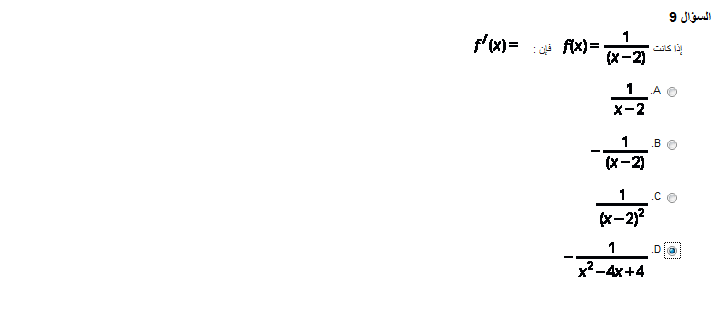 السؤال 9
إذا كانت f(x) = 1/(x−2) فإن : f′(x) =
A. 1/(x−2)
B. −1/(x−2)
C. 1/(x−2)²
D. −1/(x²−4x+4)